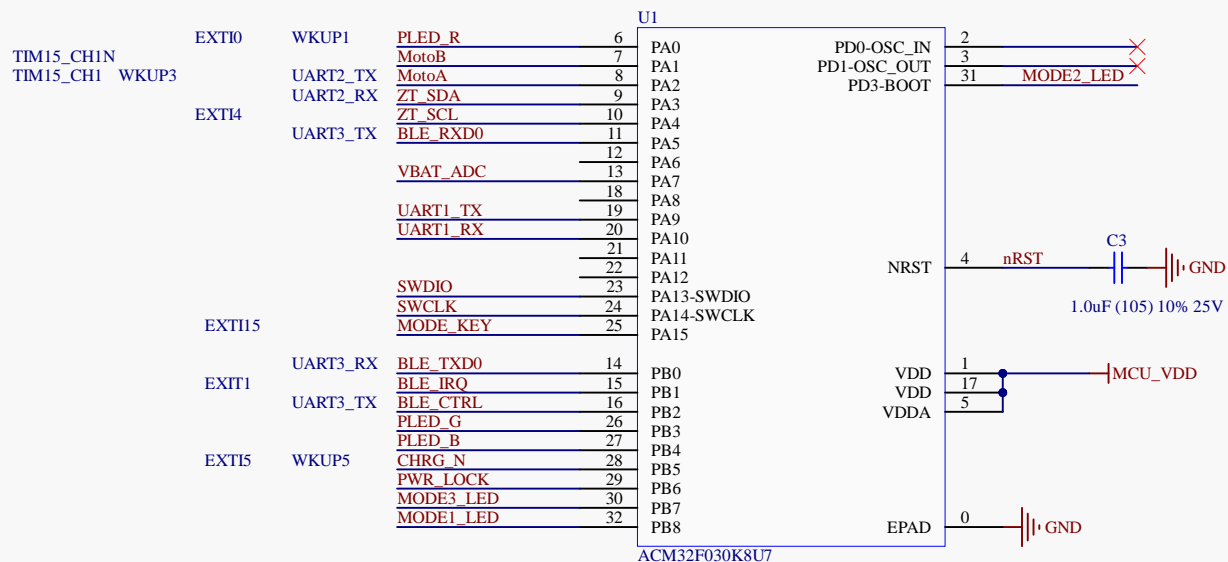 U1
EXTI0 WKUP1 PLED_R 6 PA0 PD0-OSC_IN 2
TIM15_CH1N MotoB 7 PA1 PD1-OSC_OUT 3
TIM15_CH1 WKUP3 UART2_TX MotoA 8 PA2 PD3-BOOT 31 MODE2_LED
UART2_RX ZT_SDA 9 PA3
EXTI4 ZT_SCL 10 PA4
UART3_TX BLE_RXD0 11 PA5
12 PA6
VBAT_ADC 13 PA7
18 PA8
UART1_TX 19 PA9
UART1_RX 20 PA10
21 PA11
22 PA12
NRST 4 nRST C3 GND
1.0uF (105) 10% 25V
SWDIO 23 PA13-SWDIO
SWCLK 24 PA14-SWCLK
EXTI15 MODE_KEY 25 PA15
UART3_RX BLE_TXD0 14 PB0 VDD 1 MCU_VDD
EXIT1 BLE_IRQ 15 PB1 VDD 17
UART3_TX BLE_CTRL 16 PB2 VDDA 5
PLED_G 26 PB3
PLED_B 27 PB4
EXTI5 WKUP5 CHRG_N 28 PB5
PWR_LOCK 29 PB6
MODE3_LED 30 PB7
MODE1_LED 32 PB8 EPAD 0 GND
ACM32F030K8U7